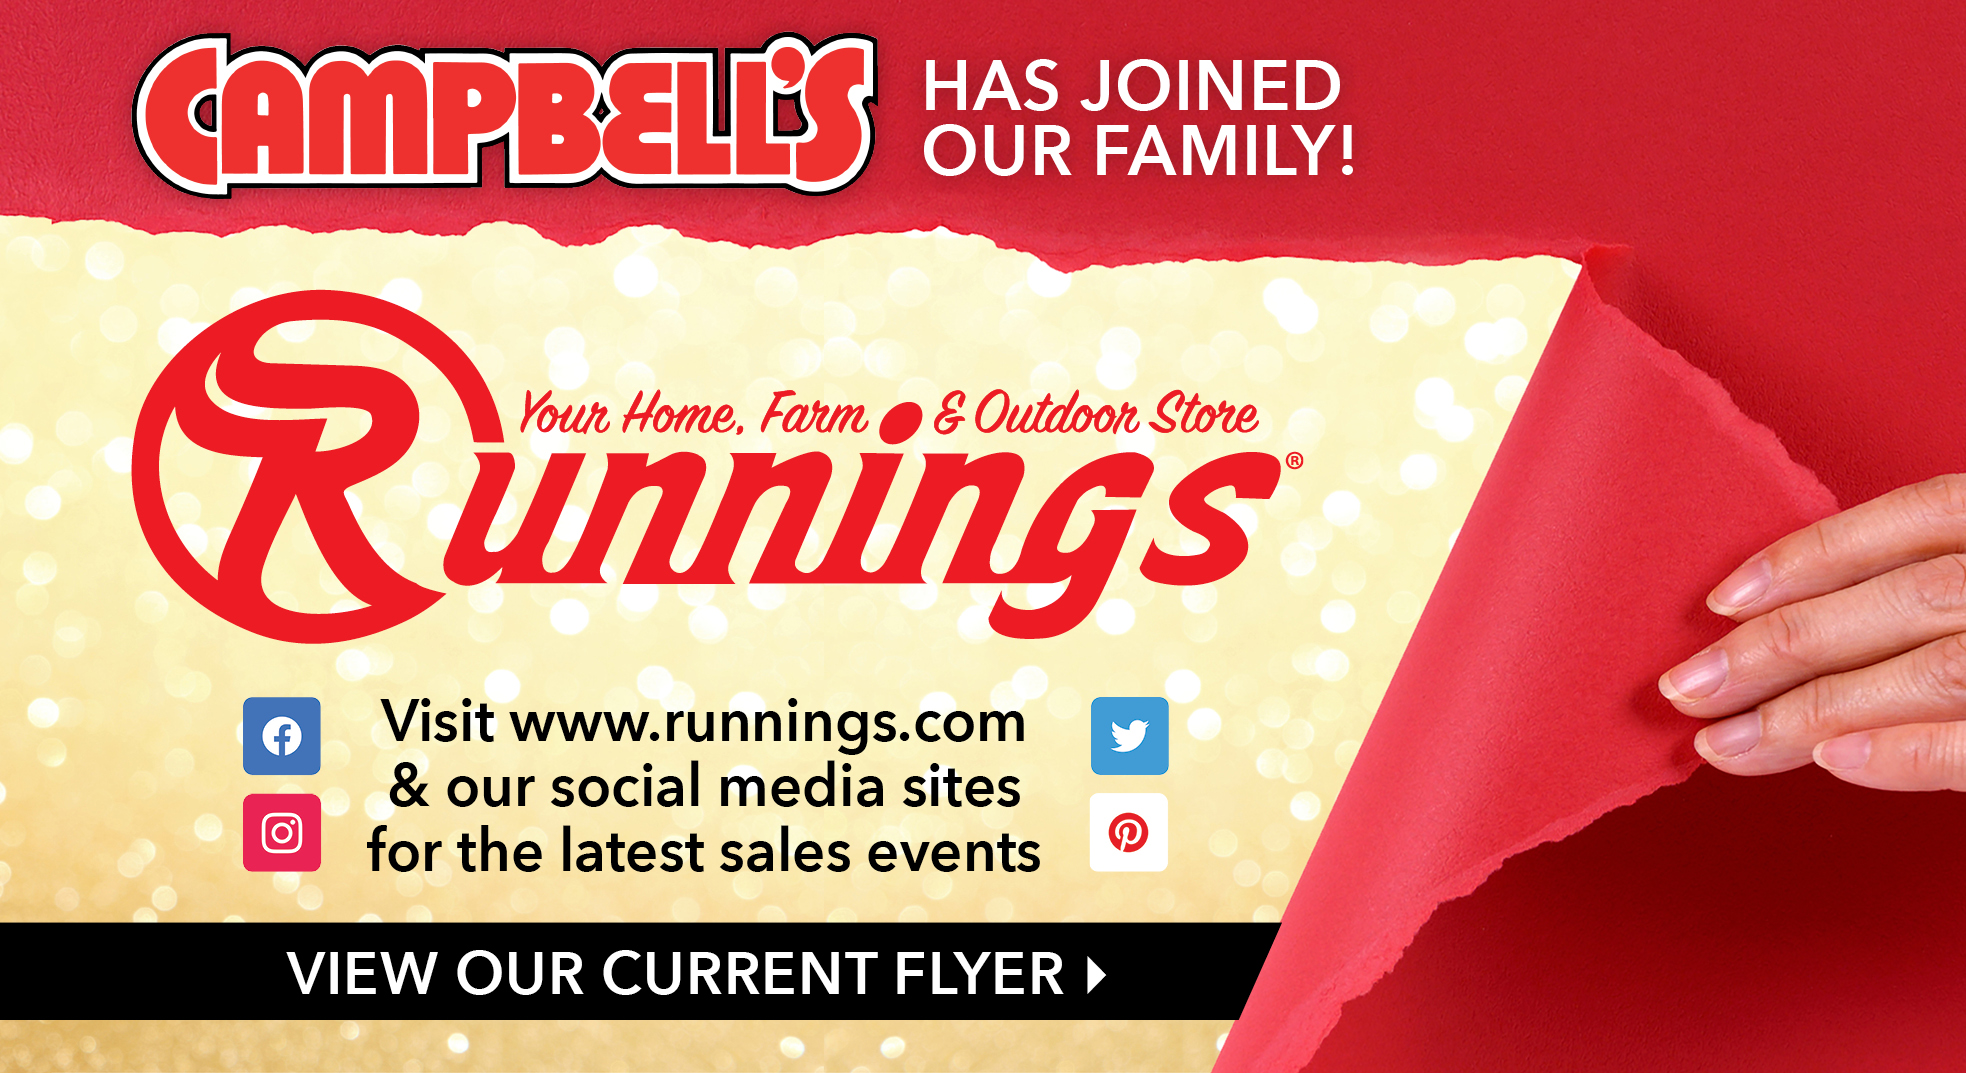 CAMPBELL'S
HAS JOINED
OUR FAMILY!
Your Home, Farm & Outdoor Store
Runnings®
Visit www.runnings.com
& our social media sites
for the latest sales events
VIEW OUR CURRENT FLYER